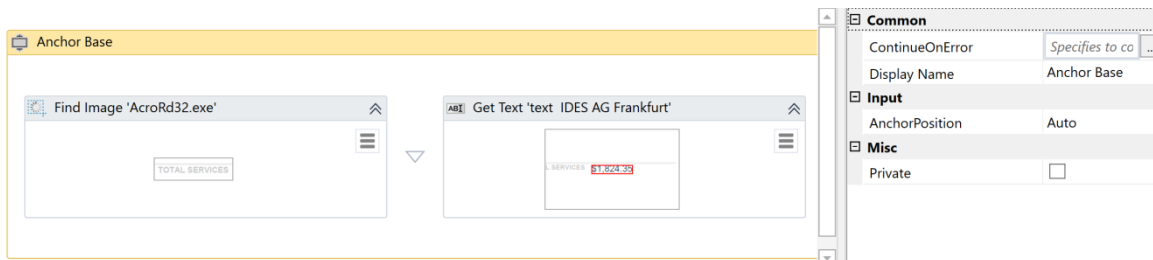 Anchor Base
Find Image 'AcroRd32.exe'
TOTAL SERVICES
ABI Get Text 'text  IDES AG Frankfurt'
L SERVICES $1,824.35
Common
ContinueOnError Specifies to co ...
Display Name Anchor Base
Input
AnchorPosition Auto
Misc
Private